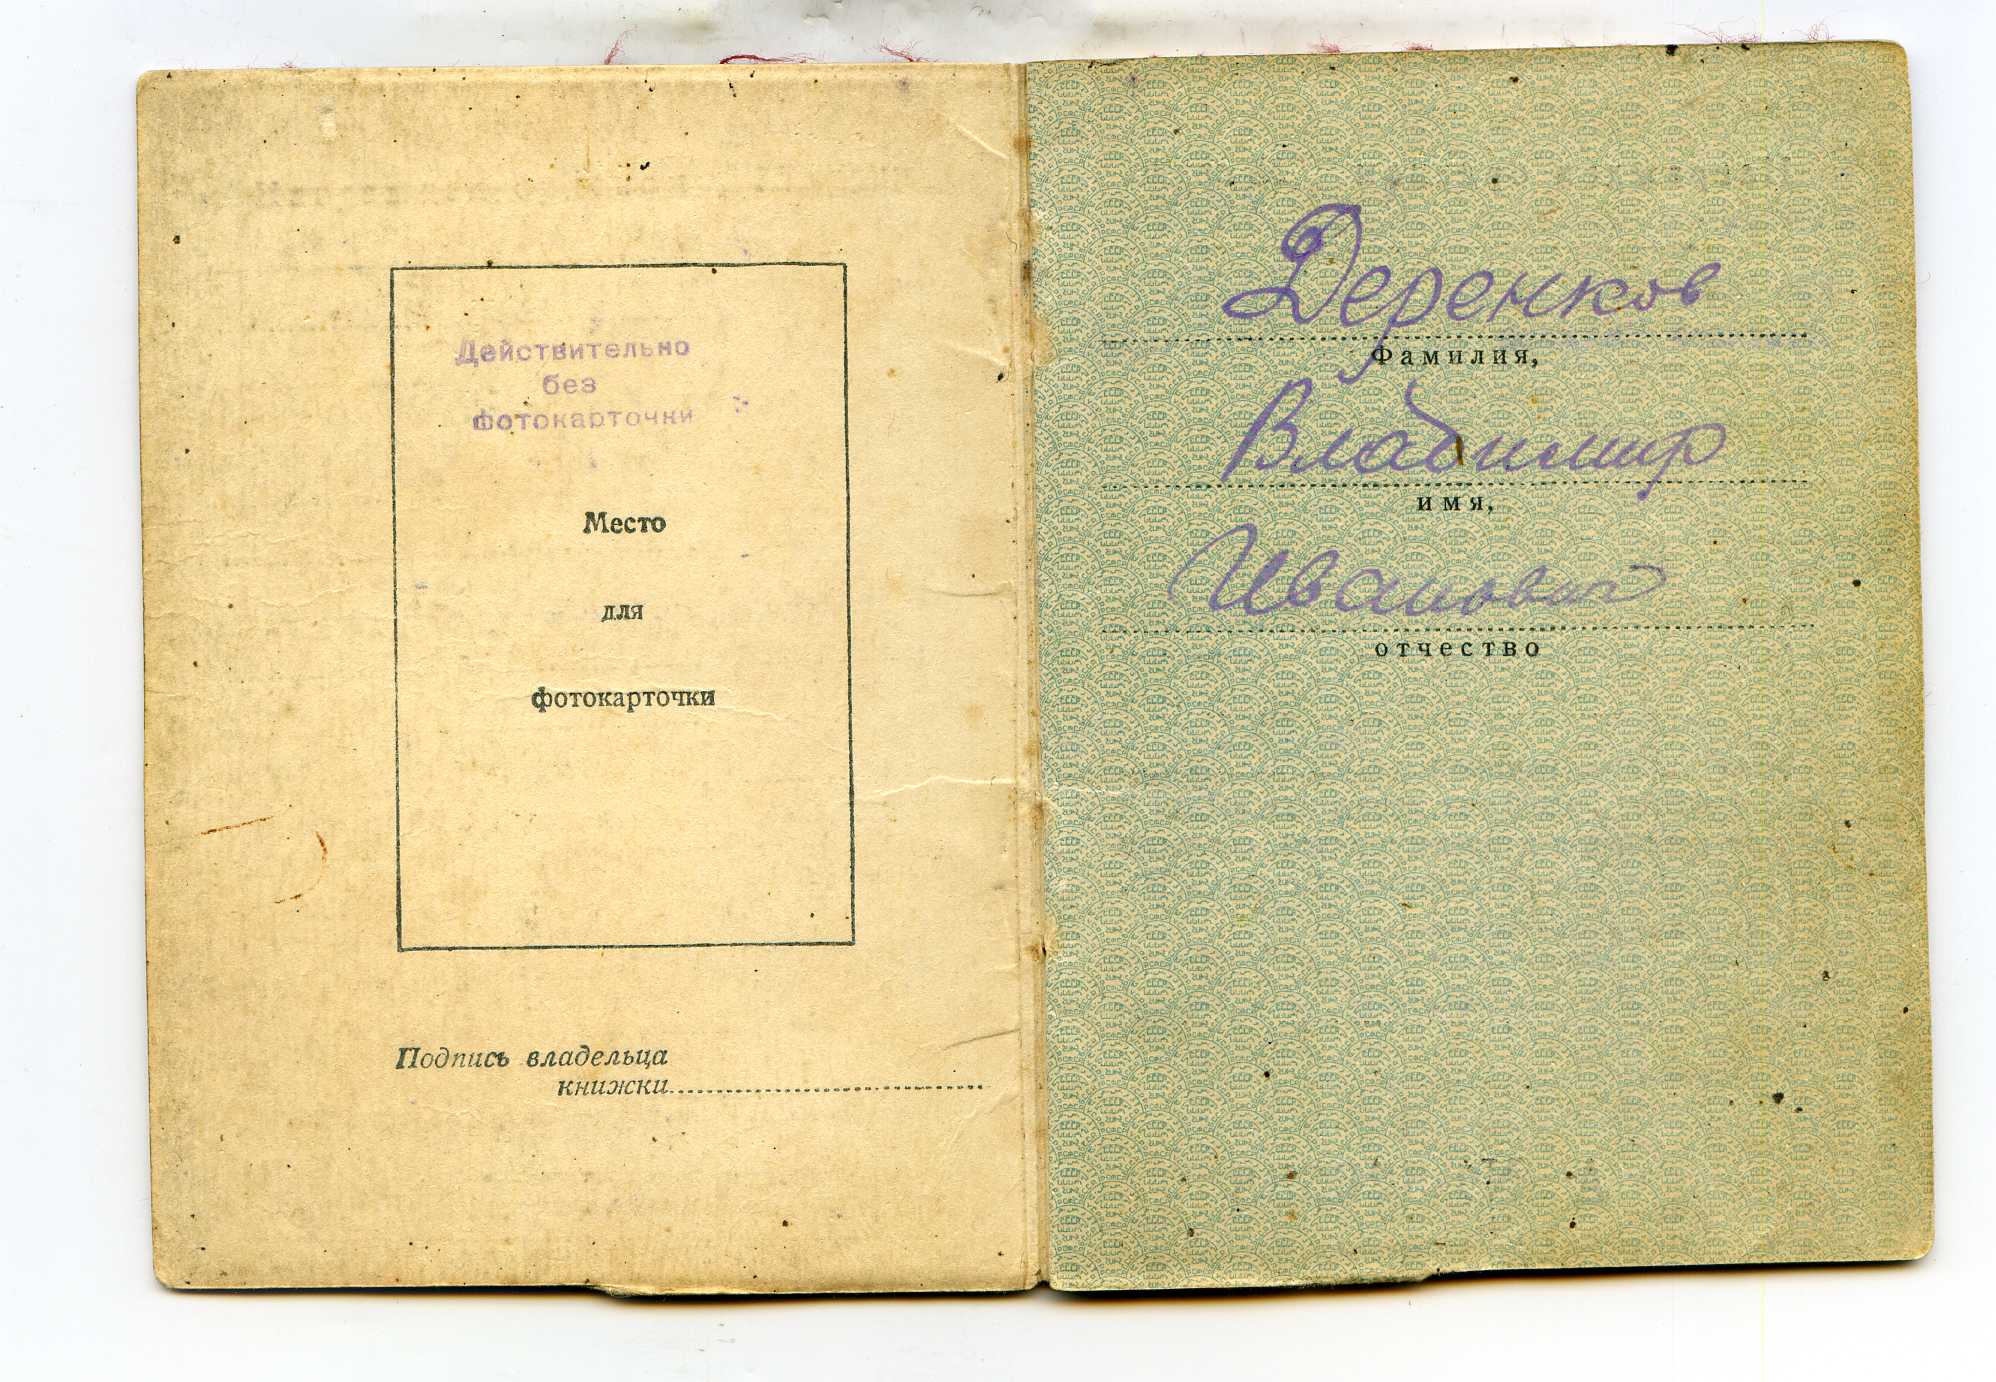 Действительно
без
фотокарточки
Место
для
фотокарточки
Подпись владельца
книжки
Деренков
Фамилия,
Владимир
имя,
Иванович
отчество